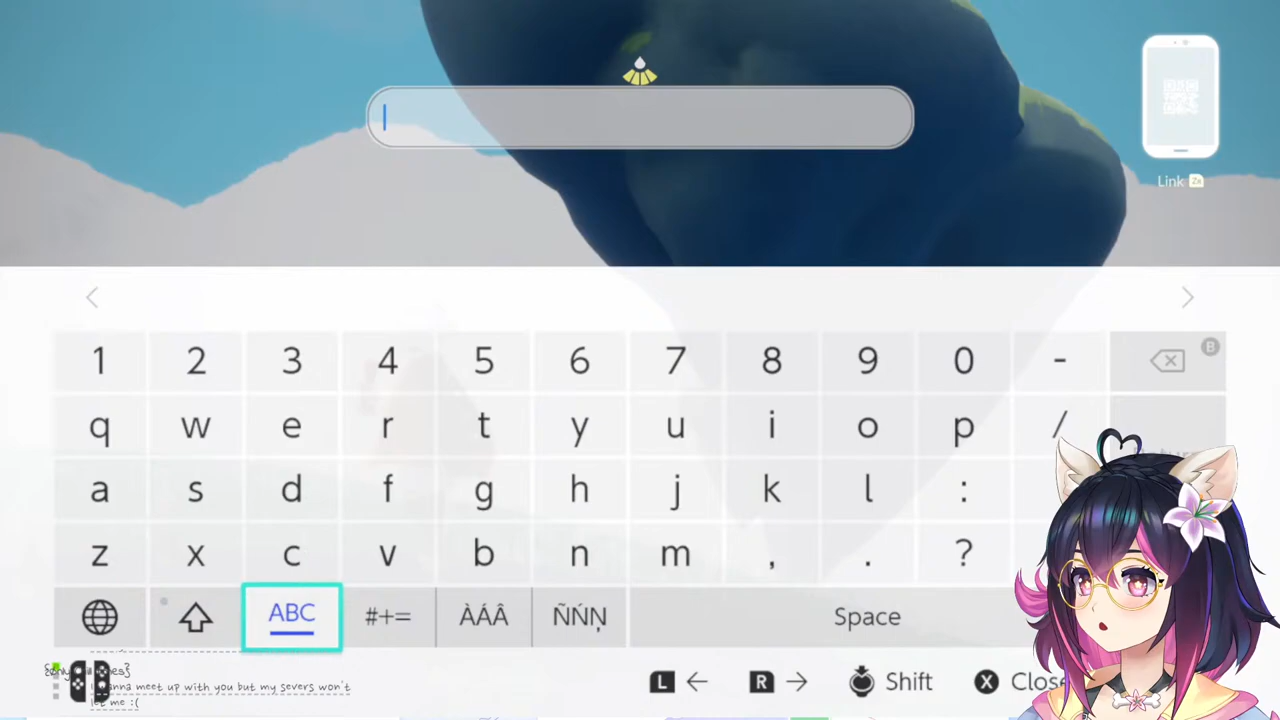 Link
1 2 3 4 5 6 7 8 9 0 -
B
q w e r t y u i o p /
a s d f g h j k l :
z x c v b n m , . ?
ABC #+= ÀÁÂ ÑŃŅ Space
L ← R → Shift X Close
meet up with you but my severs won't
let me :(